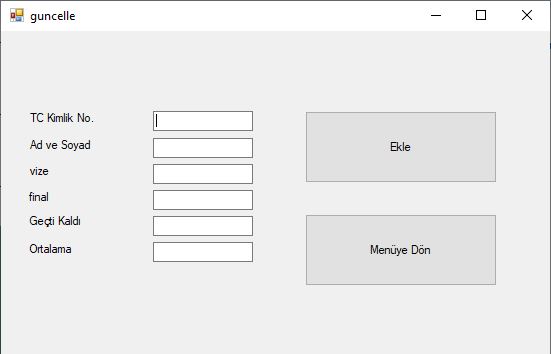 guncelle
TC Kimlik No.
Ad ve Soyad
vize
final
Geçti Kaldı
Ortalama
Ekle
Menüye Dön